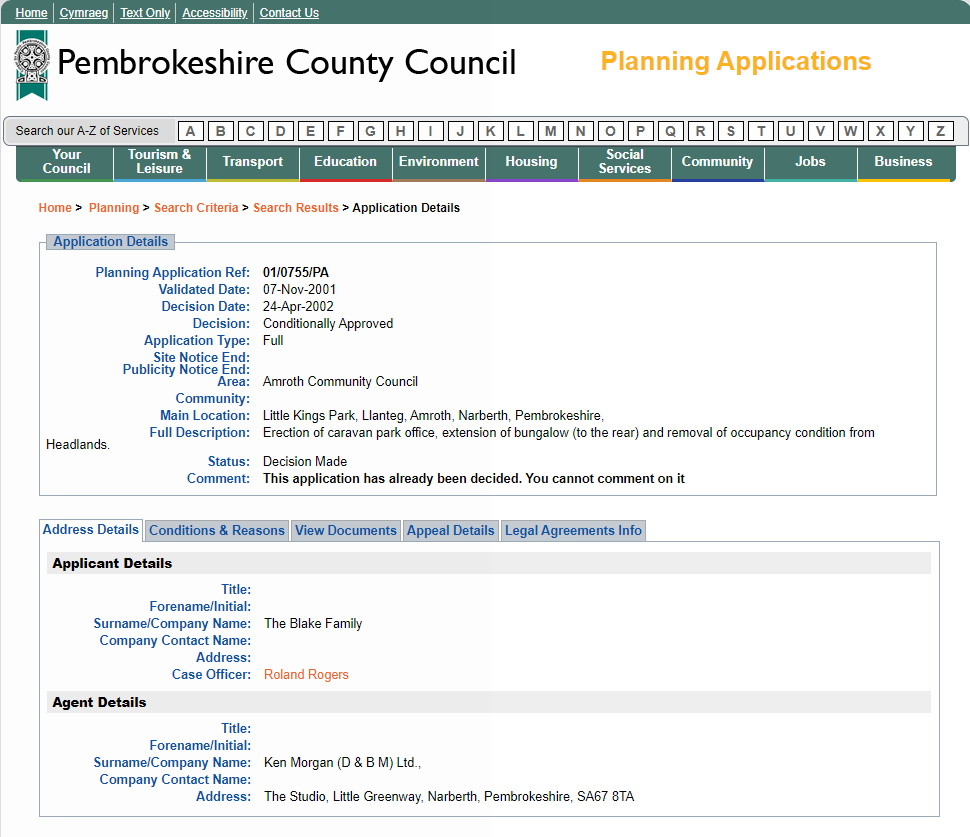 Home Cymraeg Text Only Accessibility Contact Us
Pembrokeshire County Council
Planning Applications
Search our A-Z of Services A B C D E F G H I J K L M N O P Q R S T U V W X Y Z
Your Council Tourism & Leisure Transport Education Environment Housing Social Services Community Jobs Business
Home > Planning > Search Criteria > Search Results > Application Details
Application Details
Planning Application Ref: 01/0755/PA
Validated Date: 07-Nov-2001
Decision Date: 24-Apr-2002
Decision: Conditionally Approved
Application Type: Full
Site Notice End:
Publicity Notice End:
Area: Amroth Community Council
Community:
Main Location: Little Kings Park, Llanteg, Amroth, Narberth, Pembrokeshire,
Full Description: Erection of caravan park office, extension of bungalow (to the rear) and removal of occupancy condition from
Headlands.
Status: Decision Made
Comment: This application has already been decided. You cannot comment on it
Address Details Conditions & Reasons View Documents Appeal Details Legal Agreements Info
Applicant Details
Title:
Forename/Initial:
Surname/Company Name: The Blake Family
Company Contact Name:
Address:
Case Officer: Roland Rogers
Agent Details
Title:
Forename/Initial:
Surname/Company Name: Ken Morgan (D & B M) Ltd.,
Company Contact Name:
Address: The Studio, Little Greenway, Narberth, Pembrokeshire, SA67 8TA